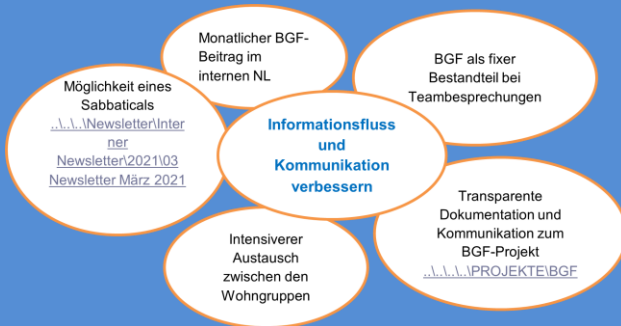 Monatlicher BGF-
Beitrag im
internen NL
BGF als fixer
Bestandteil bei
Teambesprechungen
Möglichkeit eines
Sabbaticals
..\..\..\Newsletter\Inter
ner
Newsletter\2021\03
Newsletter März 2021
Informationsfluss
und
Kommunikation
verbessern
Transparente
Dokumentation und
Kommunikation zum
BGF-Projekt
..\..\..\..\PROJEKTE\BGF
Intensiverer
Austausch
zwischen den
Wohngruppen